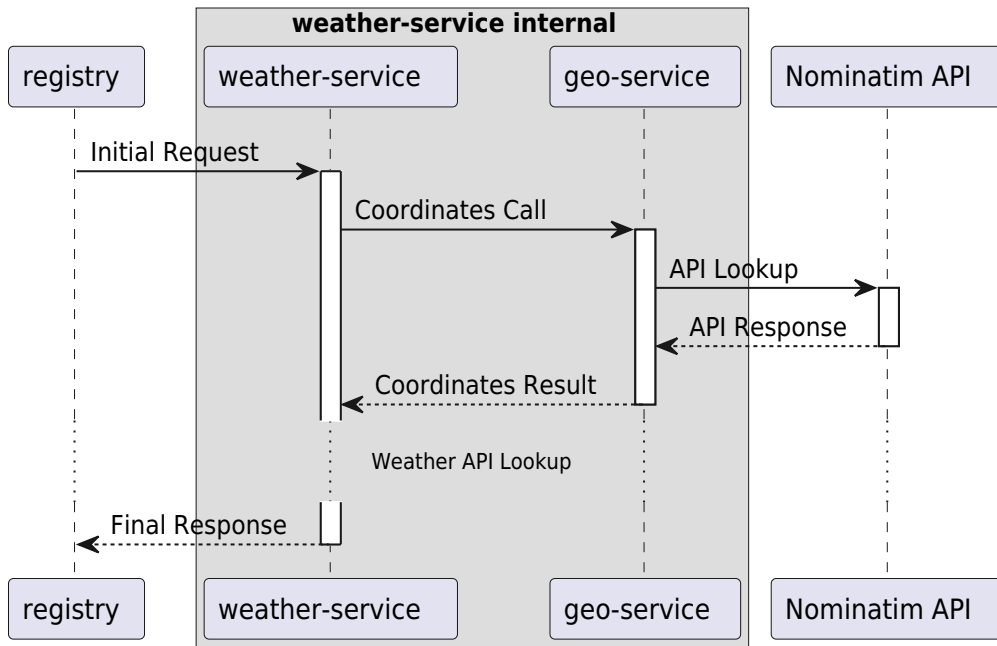 weather-service internal
registry
weather-service
geo-service
Nominatim API
Initial Request
Coordinates Call
API Lookup
API Response
Coordinates Result
Weather API Lookup
Final Response
registry
weather-service
geo-service
Nominatim API